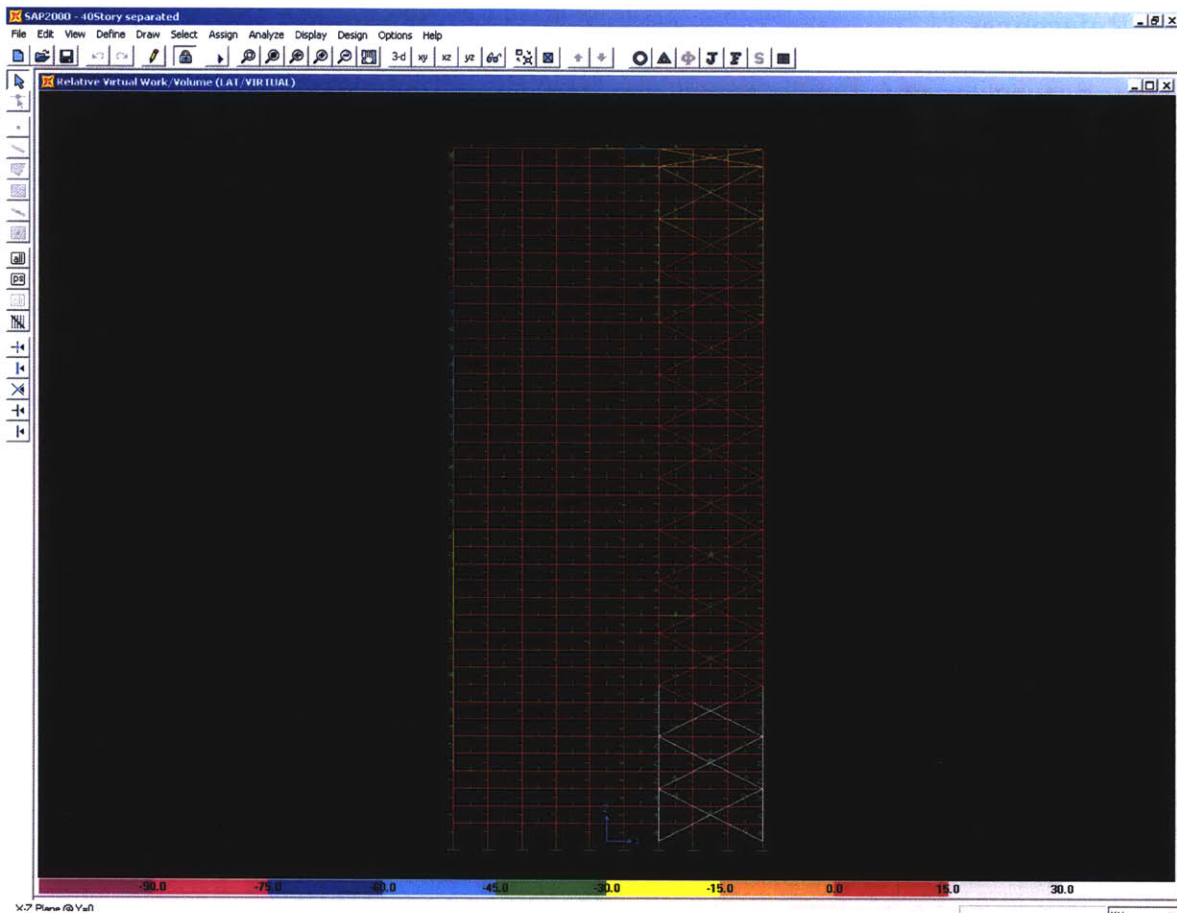 SAP2000 - 40Story separated
File Edit View Define Draw Select Assign Analyze Display Design Options Help
3-d xy xz yz
J F S
Relative Virtual Work/Volume (LAT/VIRTUAL)
all
ps
-90.0 -75.0 -60.0 -45.0 -30.0 -15.0 0.0 15.0 30.0
X-Z Plane @ Y=0